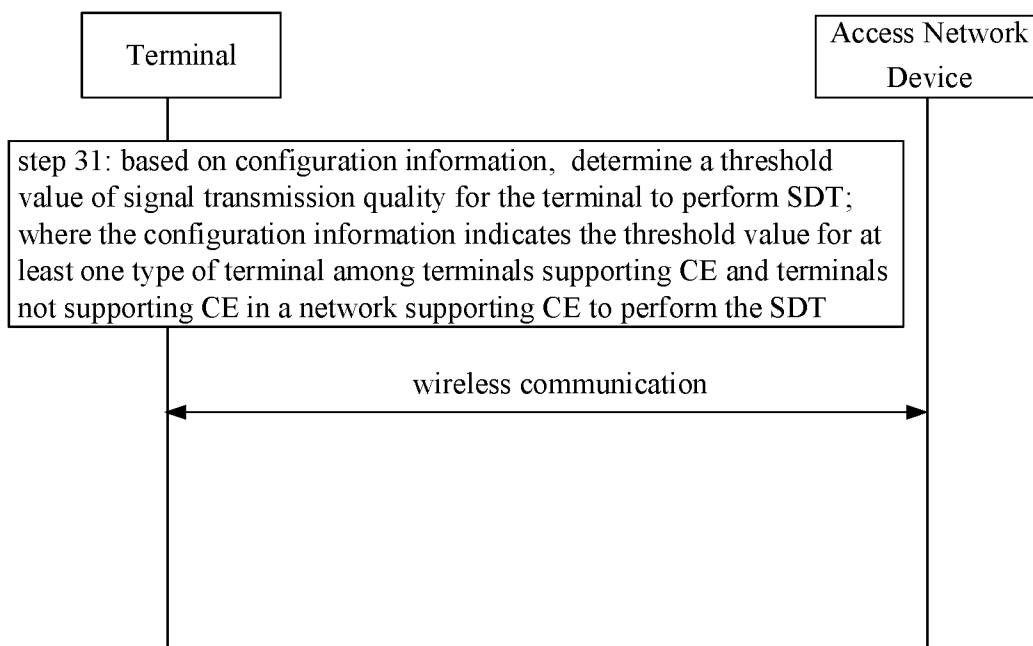 Terminal
Access Network
Device
step 31: based on configuration information, determine a threshold
value of signal transmission quality for the terminal to perform SDT;
where the configuration information indicates the threshold value for at
least one type of terminal among terminals supporting CE and terminals
not supporting CE in a network supporting CE to perform the SDT
wireless communication